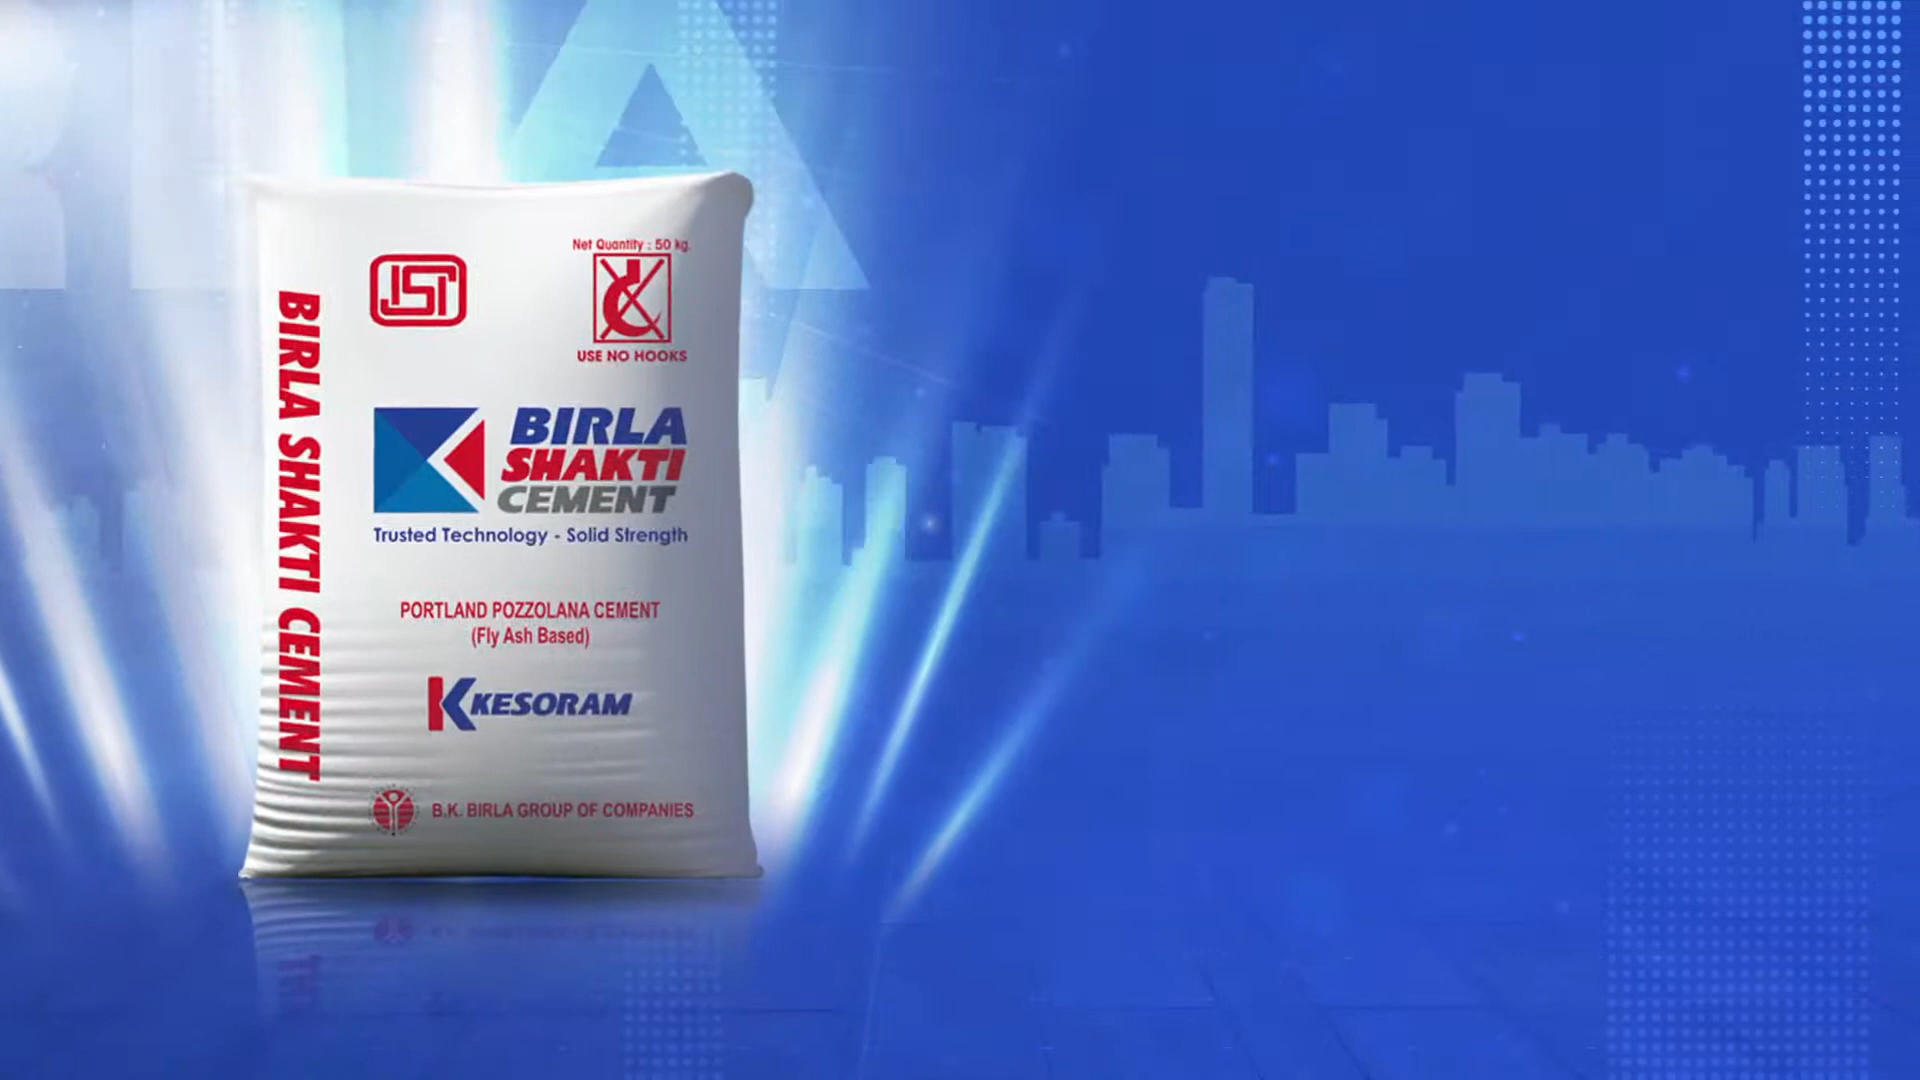 Net Quantity : 50 kg.
ISI
USE NO HOOKS
BIRLA SHAKTI CEMENT
BIRLA
SHAKTI
CEMENT
Trusted Technology - Solid Strength
PORTLAND POZZOLANA CEMENT
(Fly Ash Based)
KESORAM
B.K. BIRLA GROUP OF COMPANIES